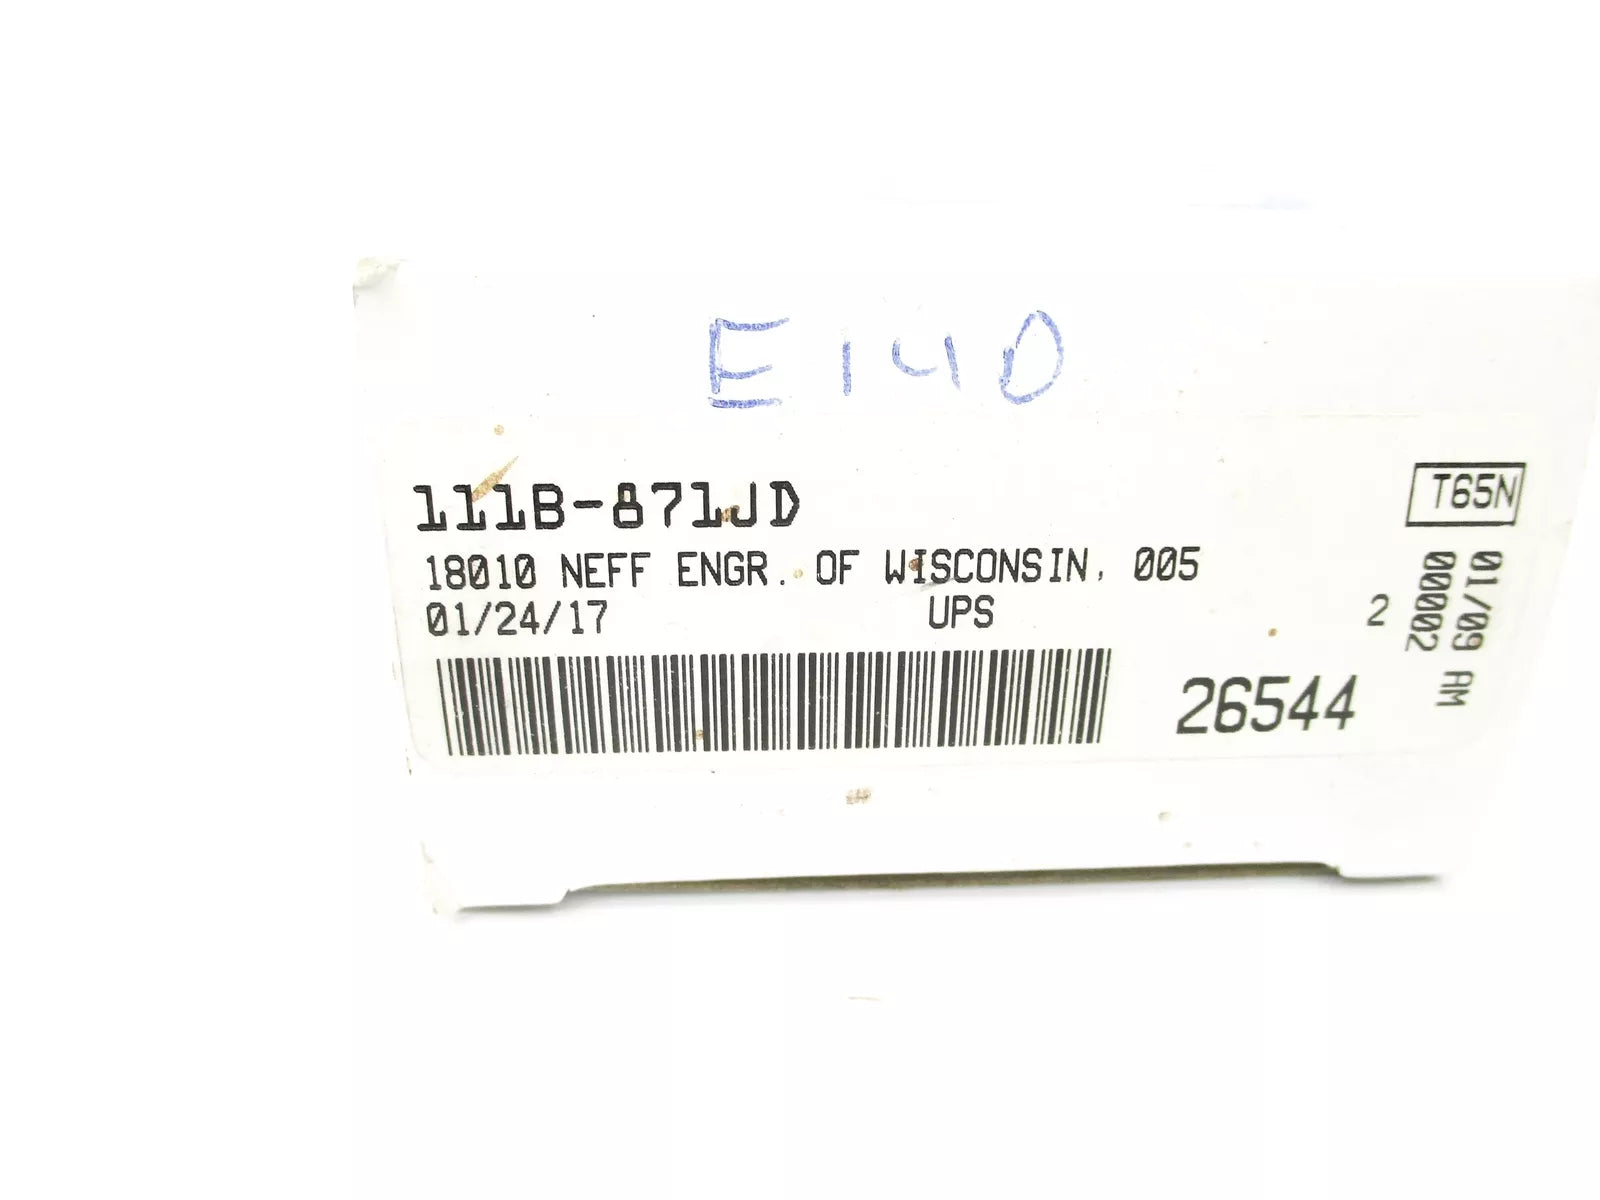 E140
111B-871JD
T65N
18010 NEFF ENGR. OF WISCONSIN, 005
01/24/17 UPS 2
01/09 AM
00002
26544